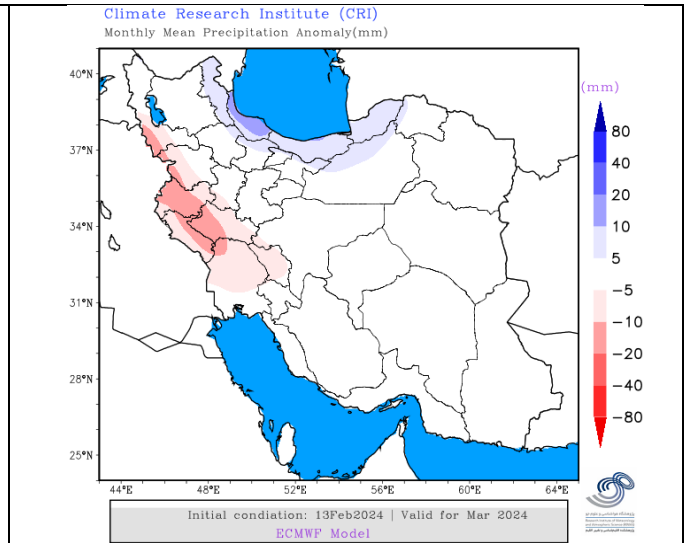 Climate Research Institute (CRI)
Monthly Mean Precipitation Anomaly(mm)
(mm)
40°N
37°N
34°N
31°N
28°N
25°N
80
40
20
10
5
−5
−10
−20
−40
−80
44°E
48°E
52°E
56°E
60°E
64°E
Initial condiation: 13Feb2024 | Valid for Mar 2024
ECMWF Model